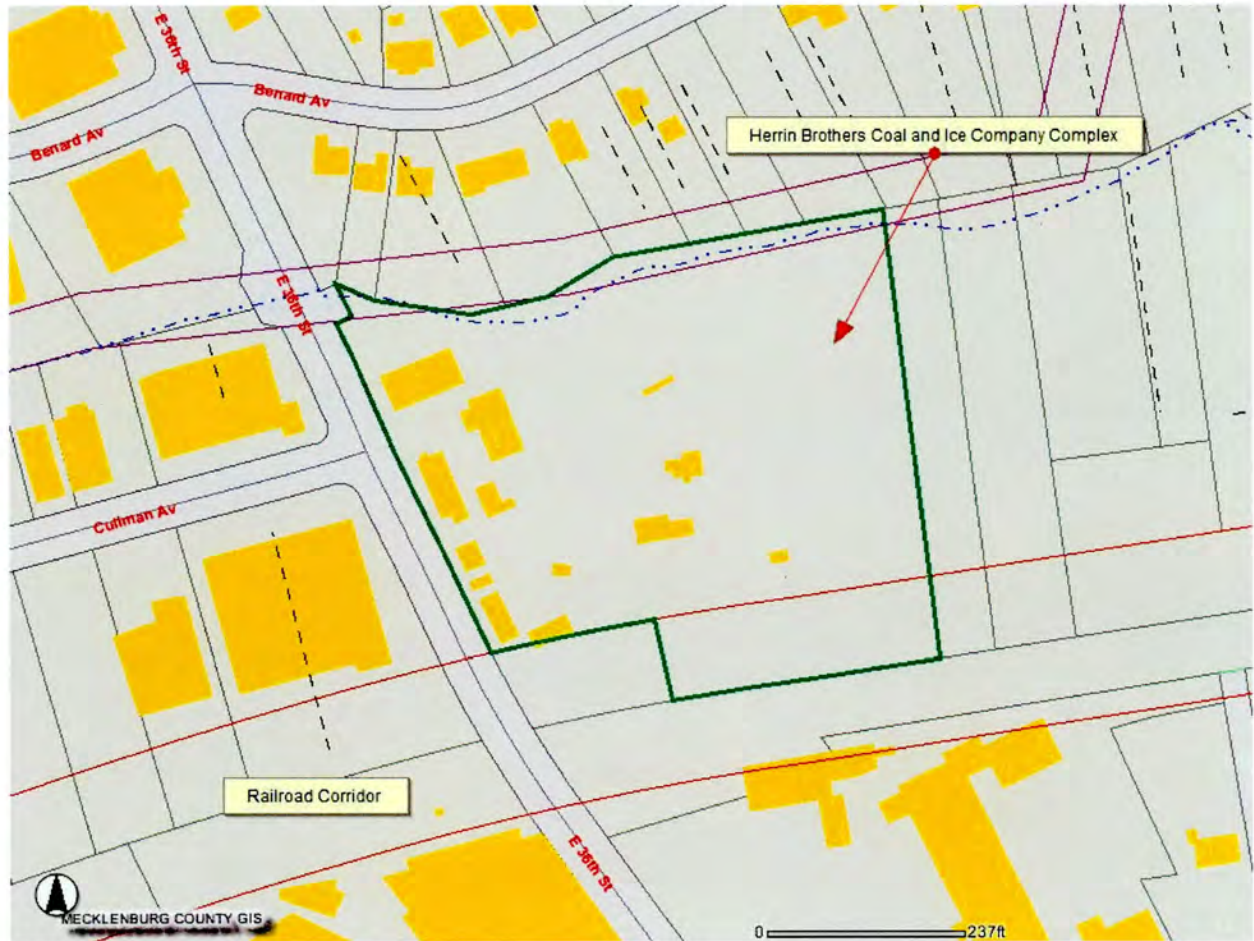 E 36th St
Benard Av
Benard Av
Herrin Brothers Coal and Ice Company Complex
E 36th St
Cullman Av
Railroad Corridor
E 36th St
MECKLENBURG COUNTY GIS
0 237ft